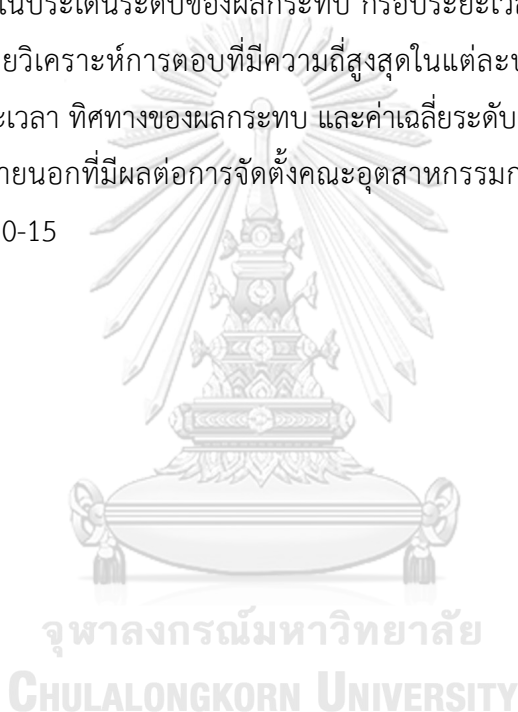 ในประเด็นระดับของผลกระทบ กรอบระยะเวล
ยวิเคราะห์การตอบที่มีความถี่สูงสุดในแต่ละป
ะเวลา ทิศทางของผลกระทบ และค่าเฉลี่ยระดับ
ายนอกที่มีผลต่อการจัดตั้งคณะอุตสาหกรรมก
0-15
จุฬาลงกรณ์มหาวิทยาลัย
CHULALONGKORN UNIVERSITY